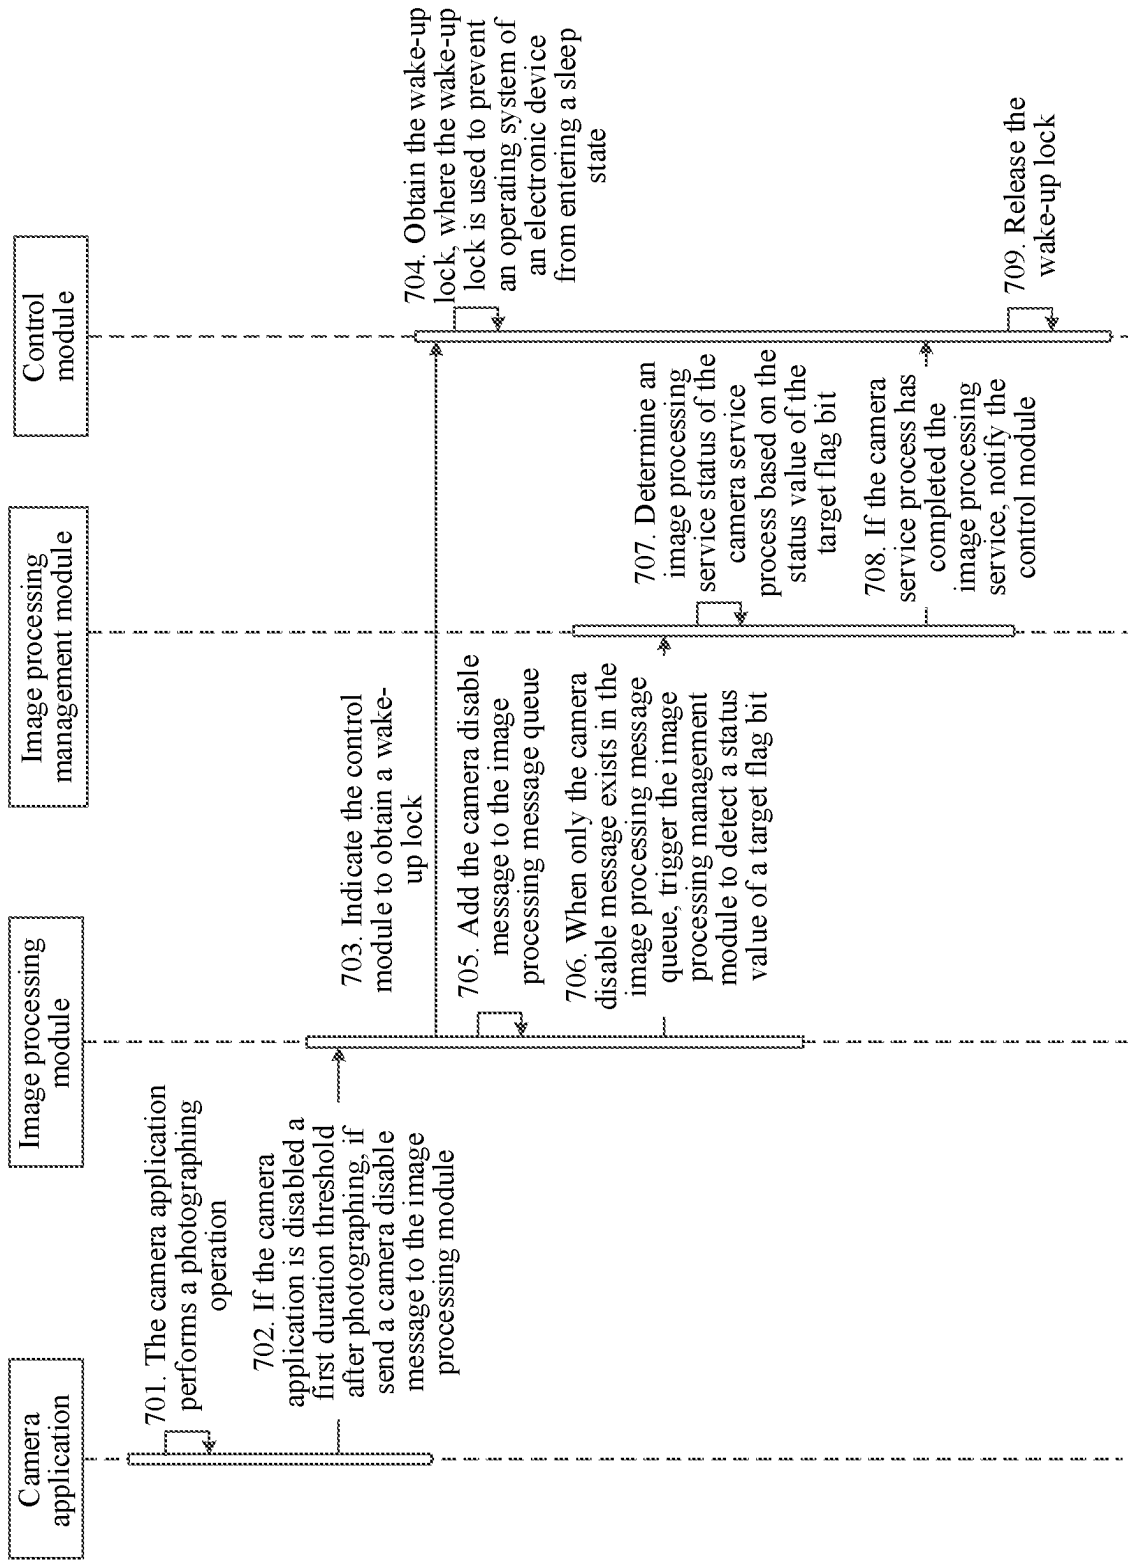 Camera
application
Image processing
module
Image processing
management module
Control
module
701. The camera application
performs a photographing
operation
702. If the camera
application is disabled a
first duration threshold
after photographing, if
send a camera disable
message to the image
processing module
703. Indicate the control
module to obtain a wake-
up lock
704. Obtain the wake-up
lock, where the wake-up
lock is used to prevent
an operating system of
an electronic device
from entering a sleep
state
705. Add the camera disable
message to the image
processing message queue
706. When only the camera
disable message exists in the
image processing message
queue, trigger the image
processing management
module to detect a status
value of a target flag bit
707. Determine an
image processing
service status of the
camera service
process based on the
status value of the
target flag bit
708. If the camera
service process has
completed the
image processing
service, notify the
control module
709. Release the
wake-up lock